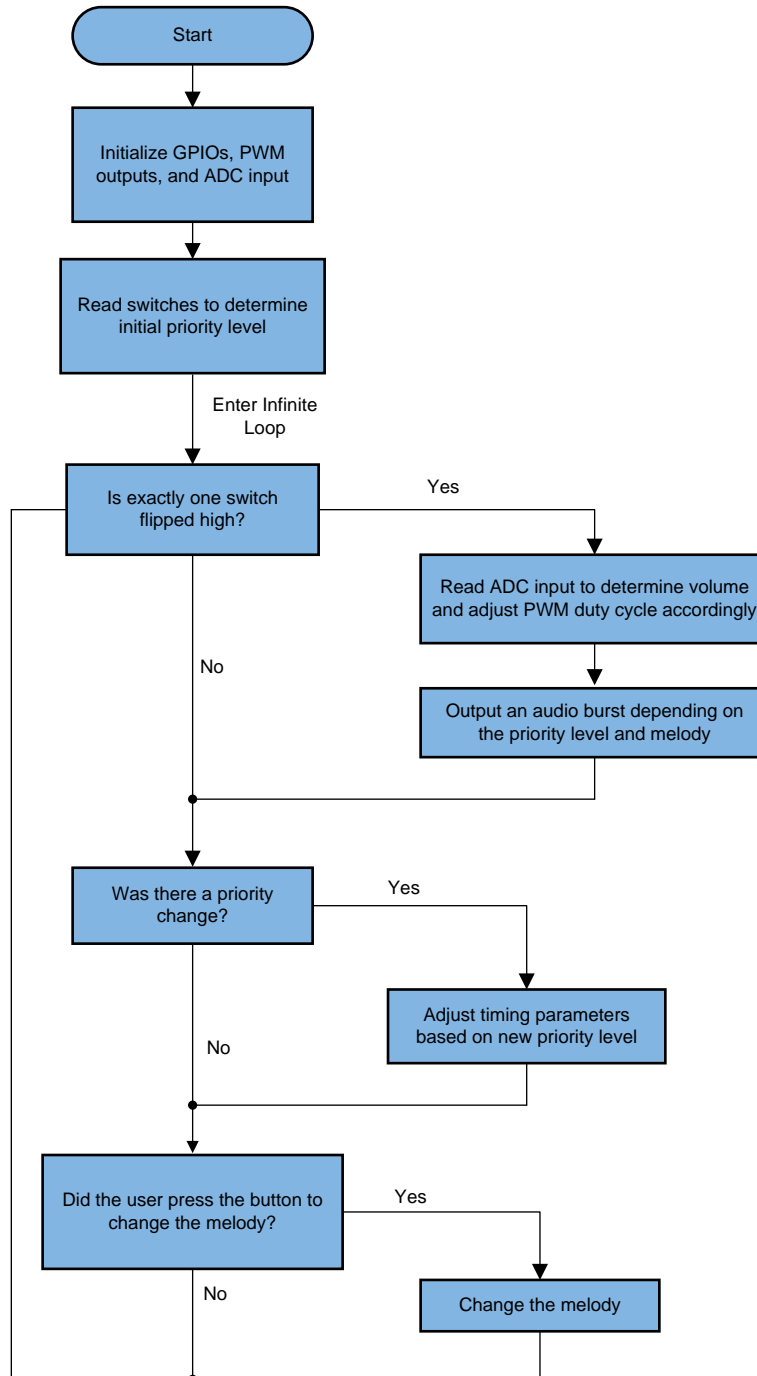 Start
Initialize GPIOs, PWM
outputs, and ADC input
Read switches to determine
initial priority level
Enter Infinite
Loop
Is exactly one switch
flipped high?
Yes
Read ADC input to determine volume
and adjust PWM duty cycle accordingly
No
Output an audio burst depending on
the priority level and melody
Was there a priority
change?
Yes
Adjust timing parameters
based on new priority level
No
Did the user press the button to
change the melody?
Yes
No
Change the melody